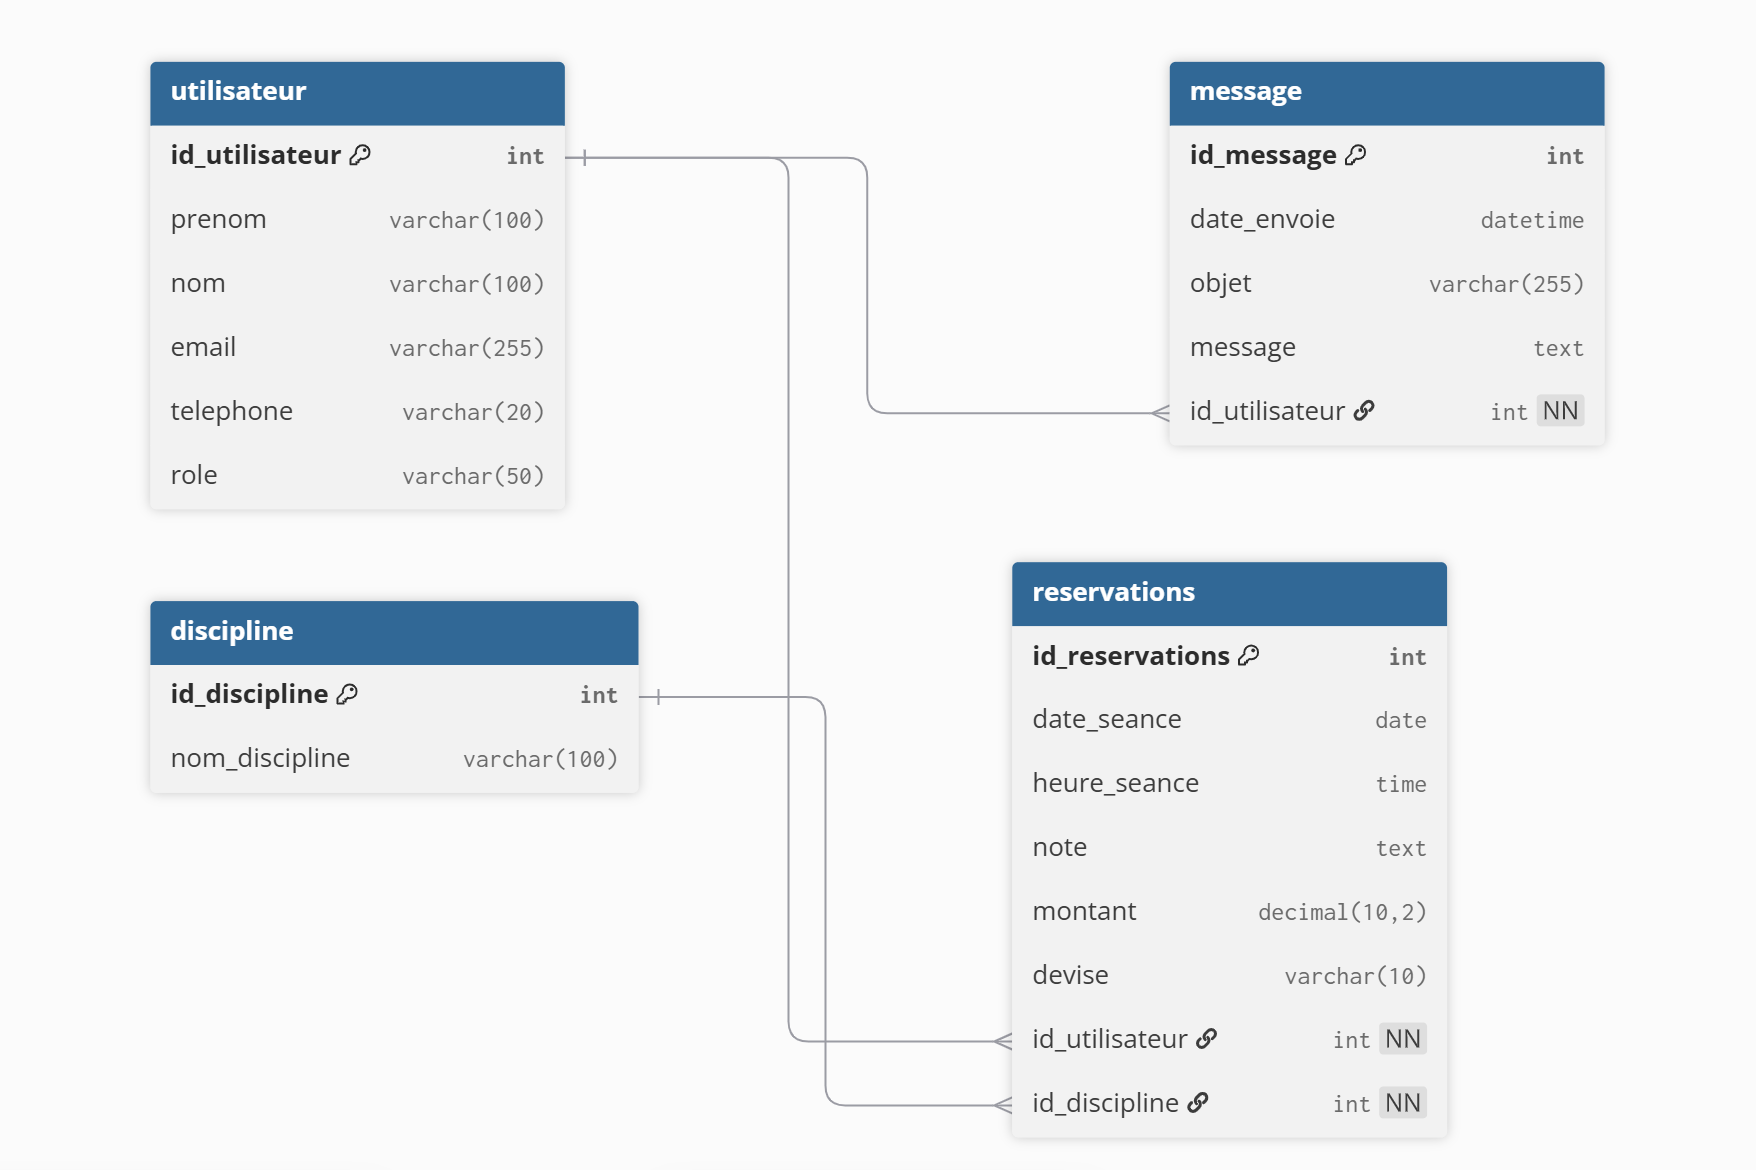 utilisateur
id_utilisateur int
prenom varchar(100)
nom varchar(100)
email varchar(255)
telephone varchar(20)
role varchar(50)
message
id_message int
date_envoie datetime
objet varchar(255)
message text
id_utilisateur int NN
discipline
id_discipline int
nom_discipline varchar(100)
reservations
id_reservations int
date_seance date
heure_seance time
note text
montant decimal(10,2)
devise varchar(10)
id_utilisateur int NN
id_discipline int NN